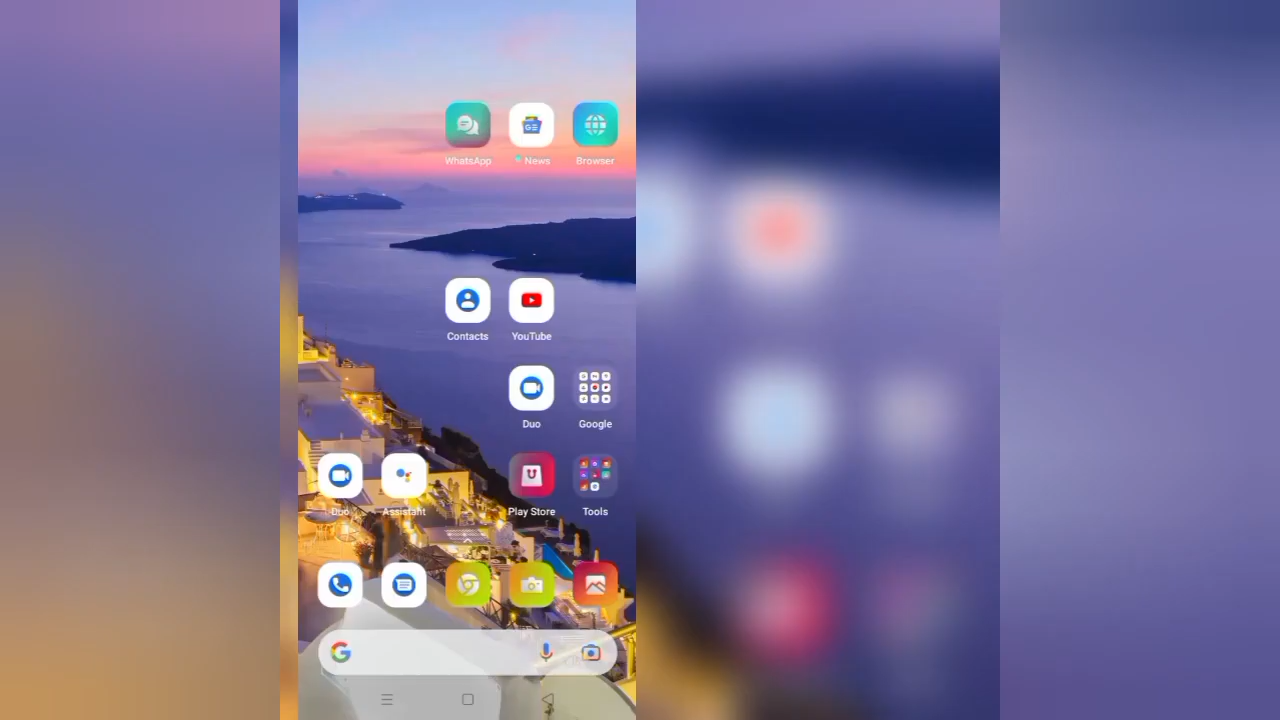 WhatsApp
News
Browser
Contacts
YouTube
Duo
Google
Duo
Assistant
Play Store
Tools